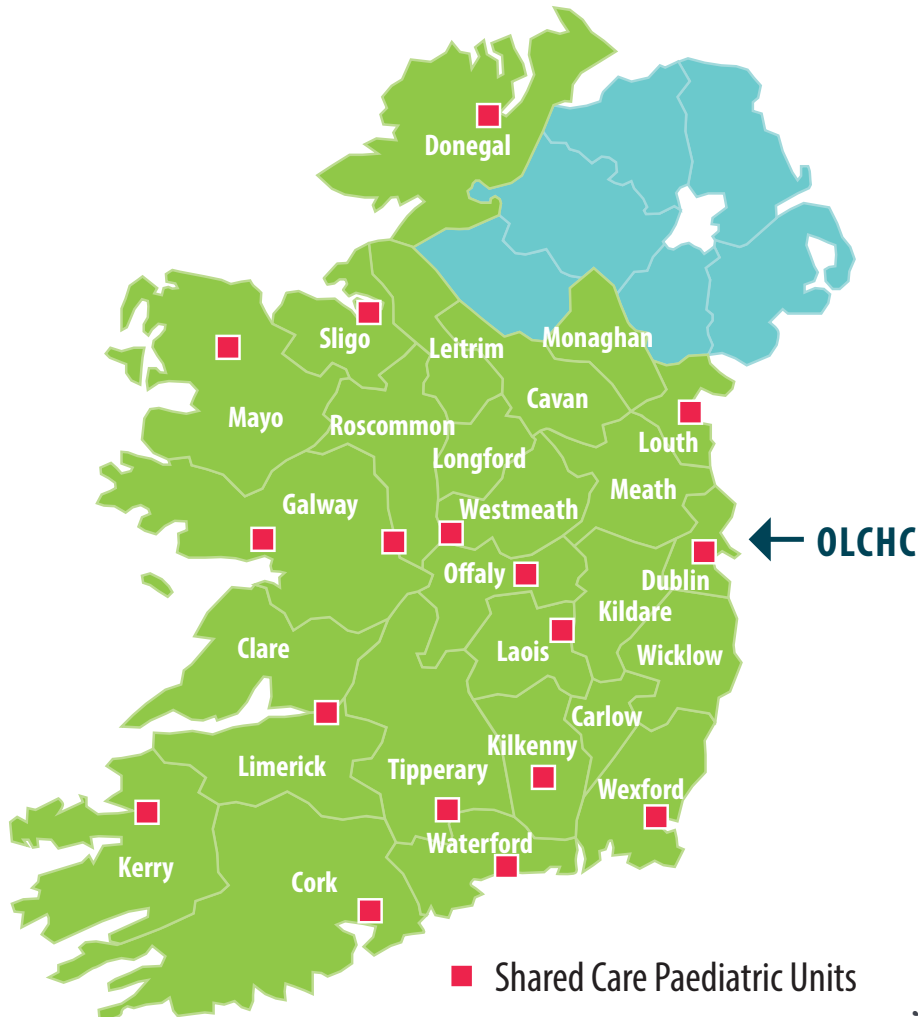 Donegal
Sligo
Leitrim
Monaghan
Cavan
Mayo
Roscommon
Louth
Longford
Meath
Galway
Westmeath
OLCHC
Offaly
Dublin
Kildare
Clare
Laois
Wicklow
Carlow
Kilkenny
Limerick
Tipperary
Wexford
Waterford
Kerry
Cork
Shared Care Paediatric Units